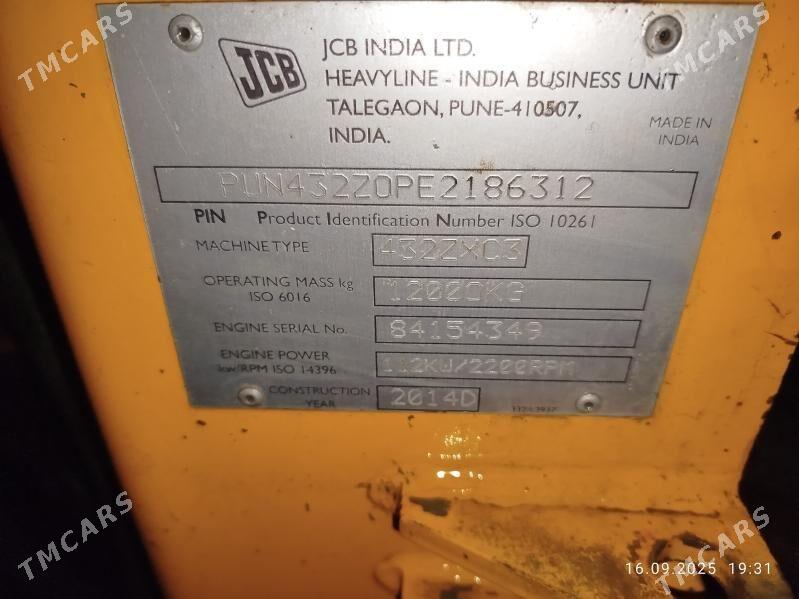 TMCARS
TMCARS
JCB
JCB INDIA LTD.
HEAVYLINE - INDIA BUSINESS UNIT
TALEGAON, PUNE-410507,
INDIA.
MADE IN
INDIA
PUN432Z0PE2186312
PIN Product Identification Number ISO 10261
MACHINE TYPE 432ZXC3
OPERATING MASS kg 12000KG
ISO 6016
ENGINE SERIAL No. 84154349
ENGINE POWER 112KW/2200RPM
kw/RPM ISO 14396
CONSTRUCTION 2014D
YEAR
TMCARS
TMCARS
16.09.2025 19:31